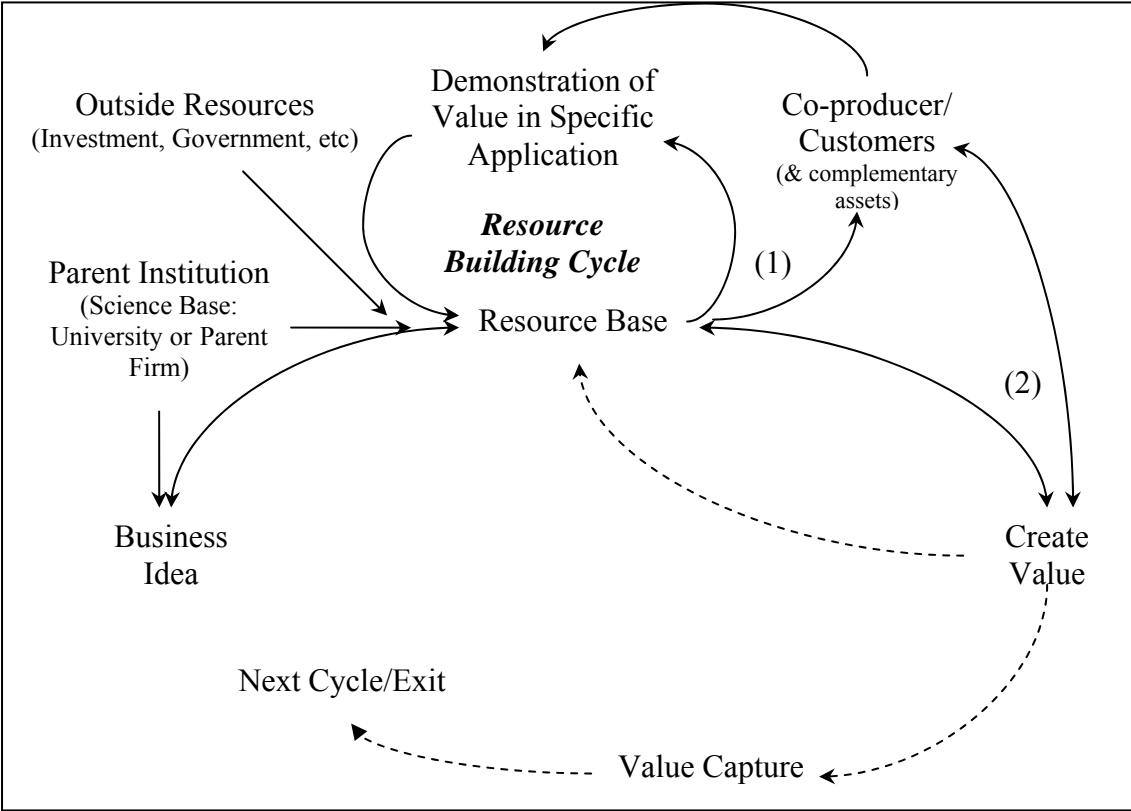 Outside Resources
(Investment, Government, etc)
Demonstration of
Value in Specific
Application
Co-producer/
Customers
(& complementary
assets)
Resource
Building Cycle
Parent Institution
(Science Base:
University or Parent
Firm)
Resource Base
(1)
(2)
Business
Idea
Create
Value
Next Cycle/Exit
Value Capture